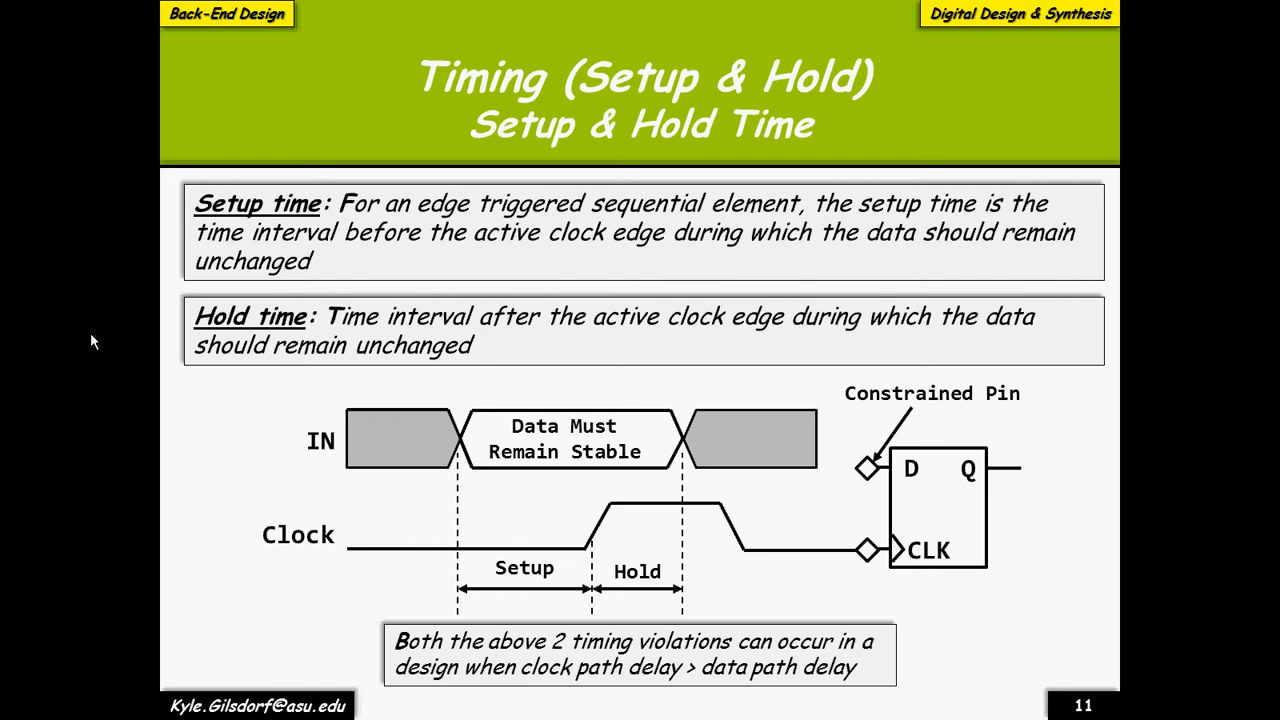 Back-End Design
Digital Design & Synthesis
Timing (Setup & Hold)
Setup & Hold Time
Setup time: For an edge triggered sequential element, the setup time is the
time interval before the active clock edge during which the data should remain
unchanged
Hold time: Time interval after the active clock edge during which the data
should remain unchanged
Constrained Pin
IN
Data Must
Remain Stable
D Q
Clock
CLK
Setup
Hold
Both the above 2 timing violations can occur in a
design when clock path delay > data path delay
Kyle.Gilsdorf@asu.edu
11